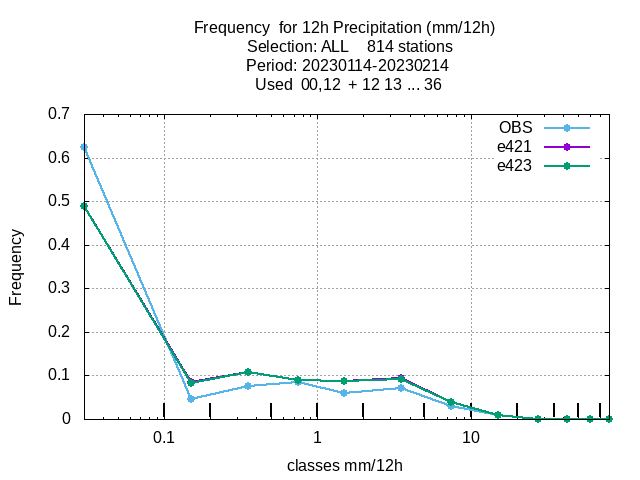 Frequency  for 12h Precipitation (mm/12h)
Selection: ALL    814 stations
Period: 20230114-20230214
Used  00,12  + 12 13 ... 36
OBS
e421
e423
0.7
0.6
0.5
0.4
0.3
0.2
0.1
0
Frequency
0.1 1 10
classes mm/12h